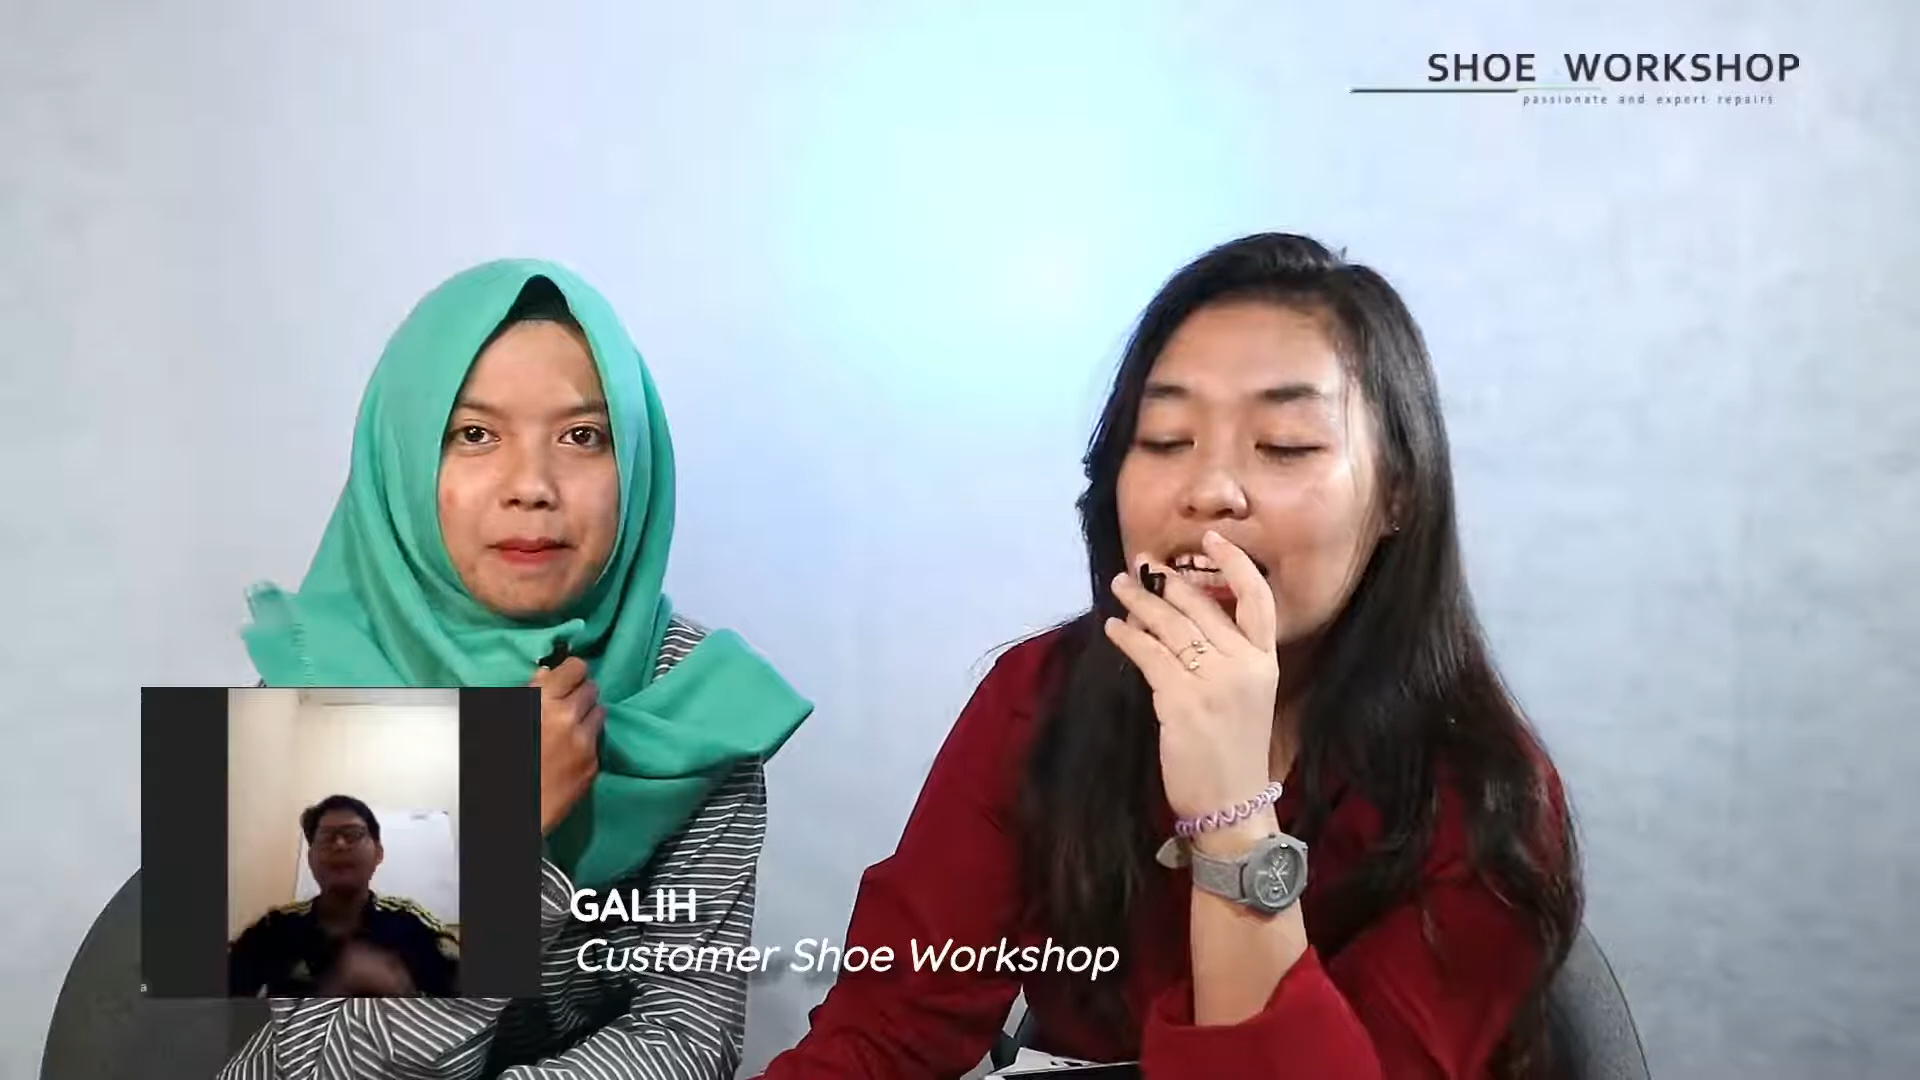 SHOE WORKSHOP
passionate and expert repairs
GALIH
Customer Shoe Workshop
a